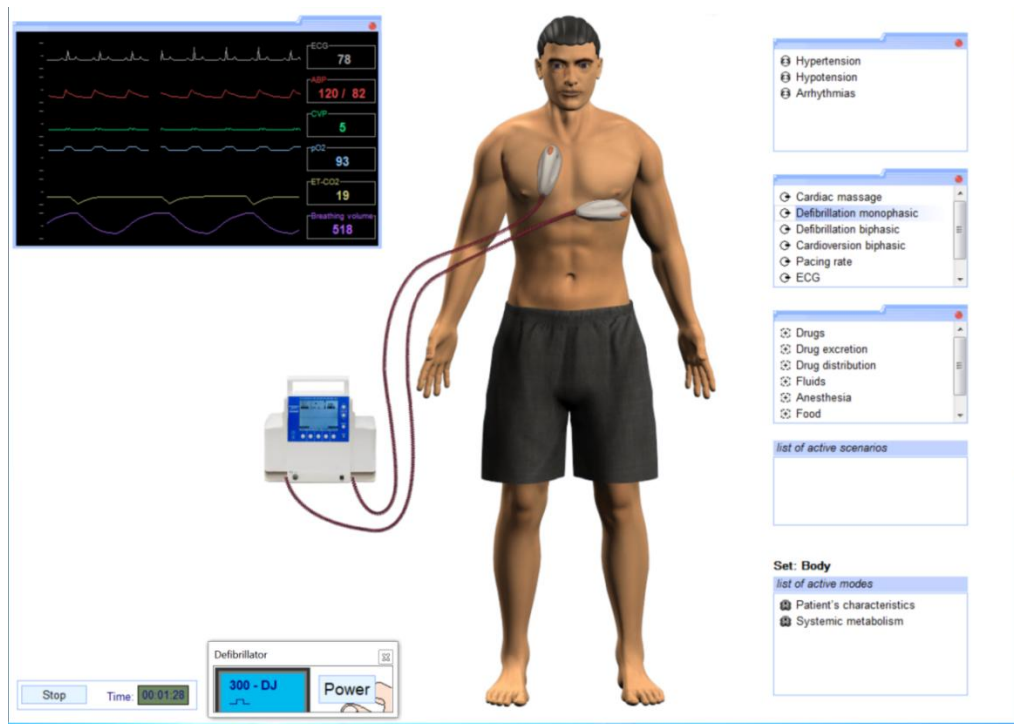 ECG
78
ABP
120 / 82
CVP
5
pO2
93
ET-CO2
19
Breathing volume
518
Hypertension
Hypotension
Arrhythmias
Cardiac massage
Defibrillation monophasic
Defibrillation biphasic
Cardioversion biphasic
Pacing rate
ECG
Drugs
Drug excretion
Drug distribution
Fluids
Anesthesia
Food
list of active scenarios
Set: Body
list of active modes
Patient's characteristics
Systemic metabolism
Defibrillator
300 - DJ
Power
Stop
Time: 00:01:28